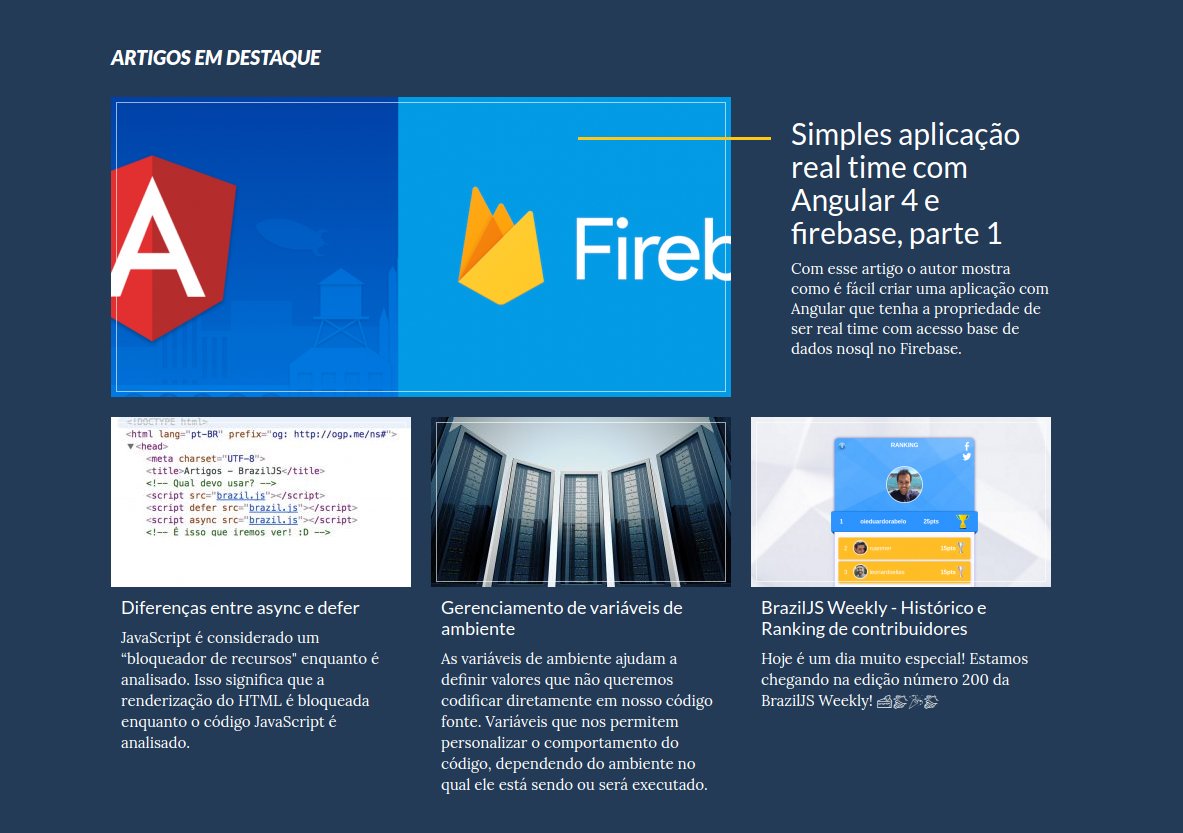 ARTIGOS EM DESTAQUE
A
Fireb
Simples aplicação
real time com
Angular 4 e
firebase, parte 1
Com esse artigo o autor mostra
como é fácil criar uma aplicação com
Angular que tenha a propriedade de
ser real time com acesso base de
dados nosql no Firebase.
<!DOCTYPE html>
<html lang="pt-BR" prefix="og: http://ogp.me/ns#">
▼<head>
<meta charset="UTF-8">
<title>Artigos - BrazilJS</title>
<!-- Qual devo usar? -->
<script src="brazil.js"></script>
<script defer src="brazil.js"></script>
<script async src="brazil.js"></script>
<!-- É isso que iremos ver! :D -->
Diferenças entre async e defer
JavaScript é considerado um
“bloqueador de recursos" enquanto é
analisado. Isso significa que a
renderização do HTML é bloqueada
enquanto o código JavaScript é
analisado.
Gerenciamento de variáveis de
ambiente
As variáveis de ambiente ajudam a
definir valores que não queremos
codificar diretamente em nosso código
fonte. Variáveis que nos permitem
personalizar o comportamento do
código, dependendo do ambiente no
qual ele está sendo ou será executado.
RANKING
1 oieduardorabelo 25pts
2 15pts
3 15pts
BrazilJS Weekly - Histórico e
Ranking de contribuidores
Hoje é um dia muito especial! Estamos
chegando na edição número 200 da
BrazilJS Weekly!